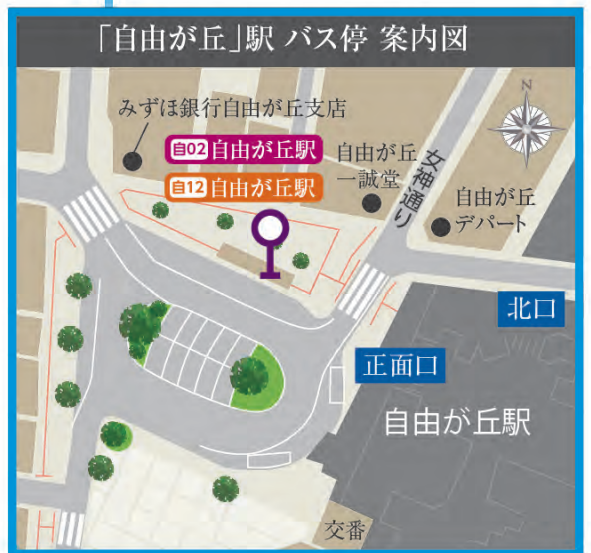 「自由が丘」駅 バス停 案内図
N
みずほ銀行自由が丘支店
自02 自由が丘駅
自12 自由が丘駅
自由が丘
一誠堂
女神通り
自由が丘
デパート
北口
正面口
自由が丘駅
交番